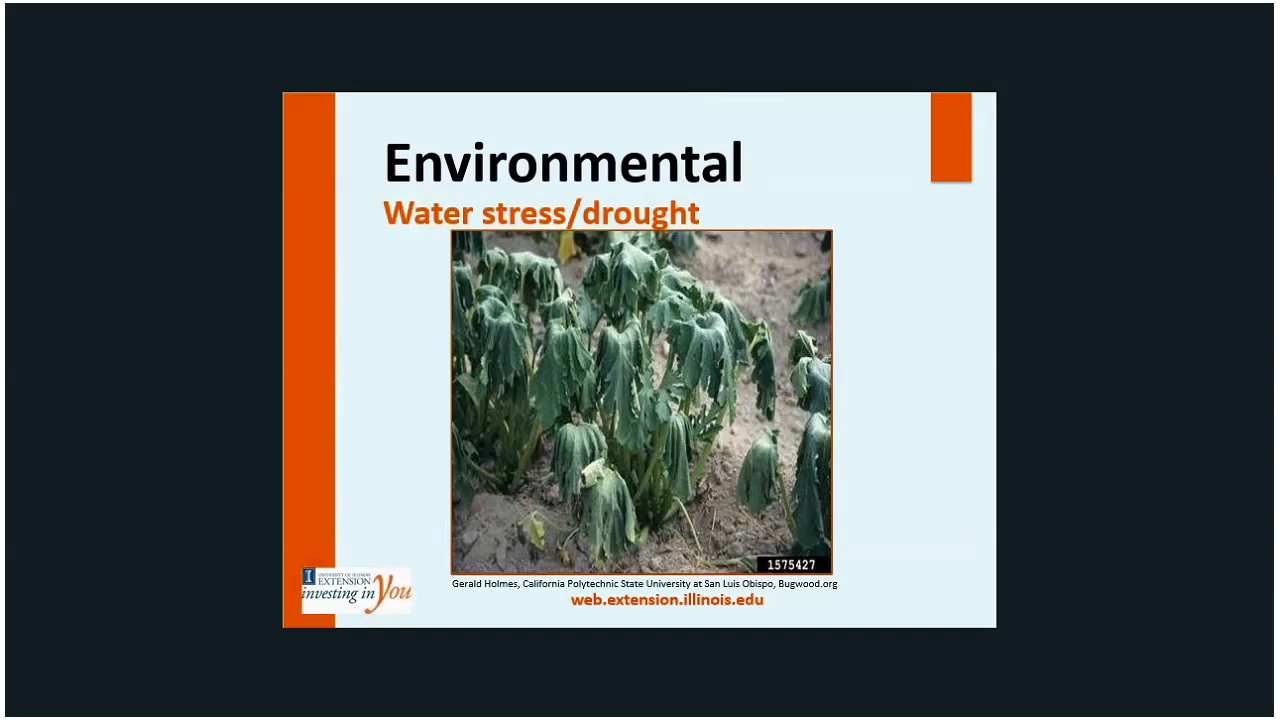 Environmental
Water stress/drought
1575427
Gerald Holmes, California Polytechnic State University at San Luis Obispo, Bugwood.org
web.extension.illinois.edu
I
UNIVERSITY OF ILLINOIS
EXTENSION
investing in You